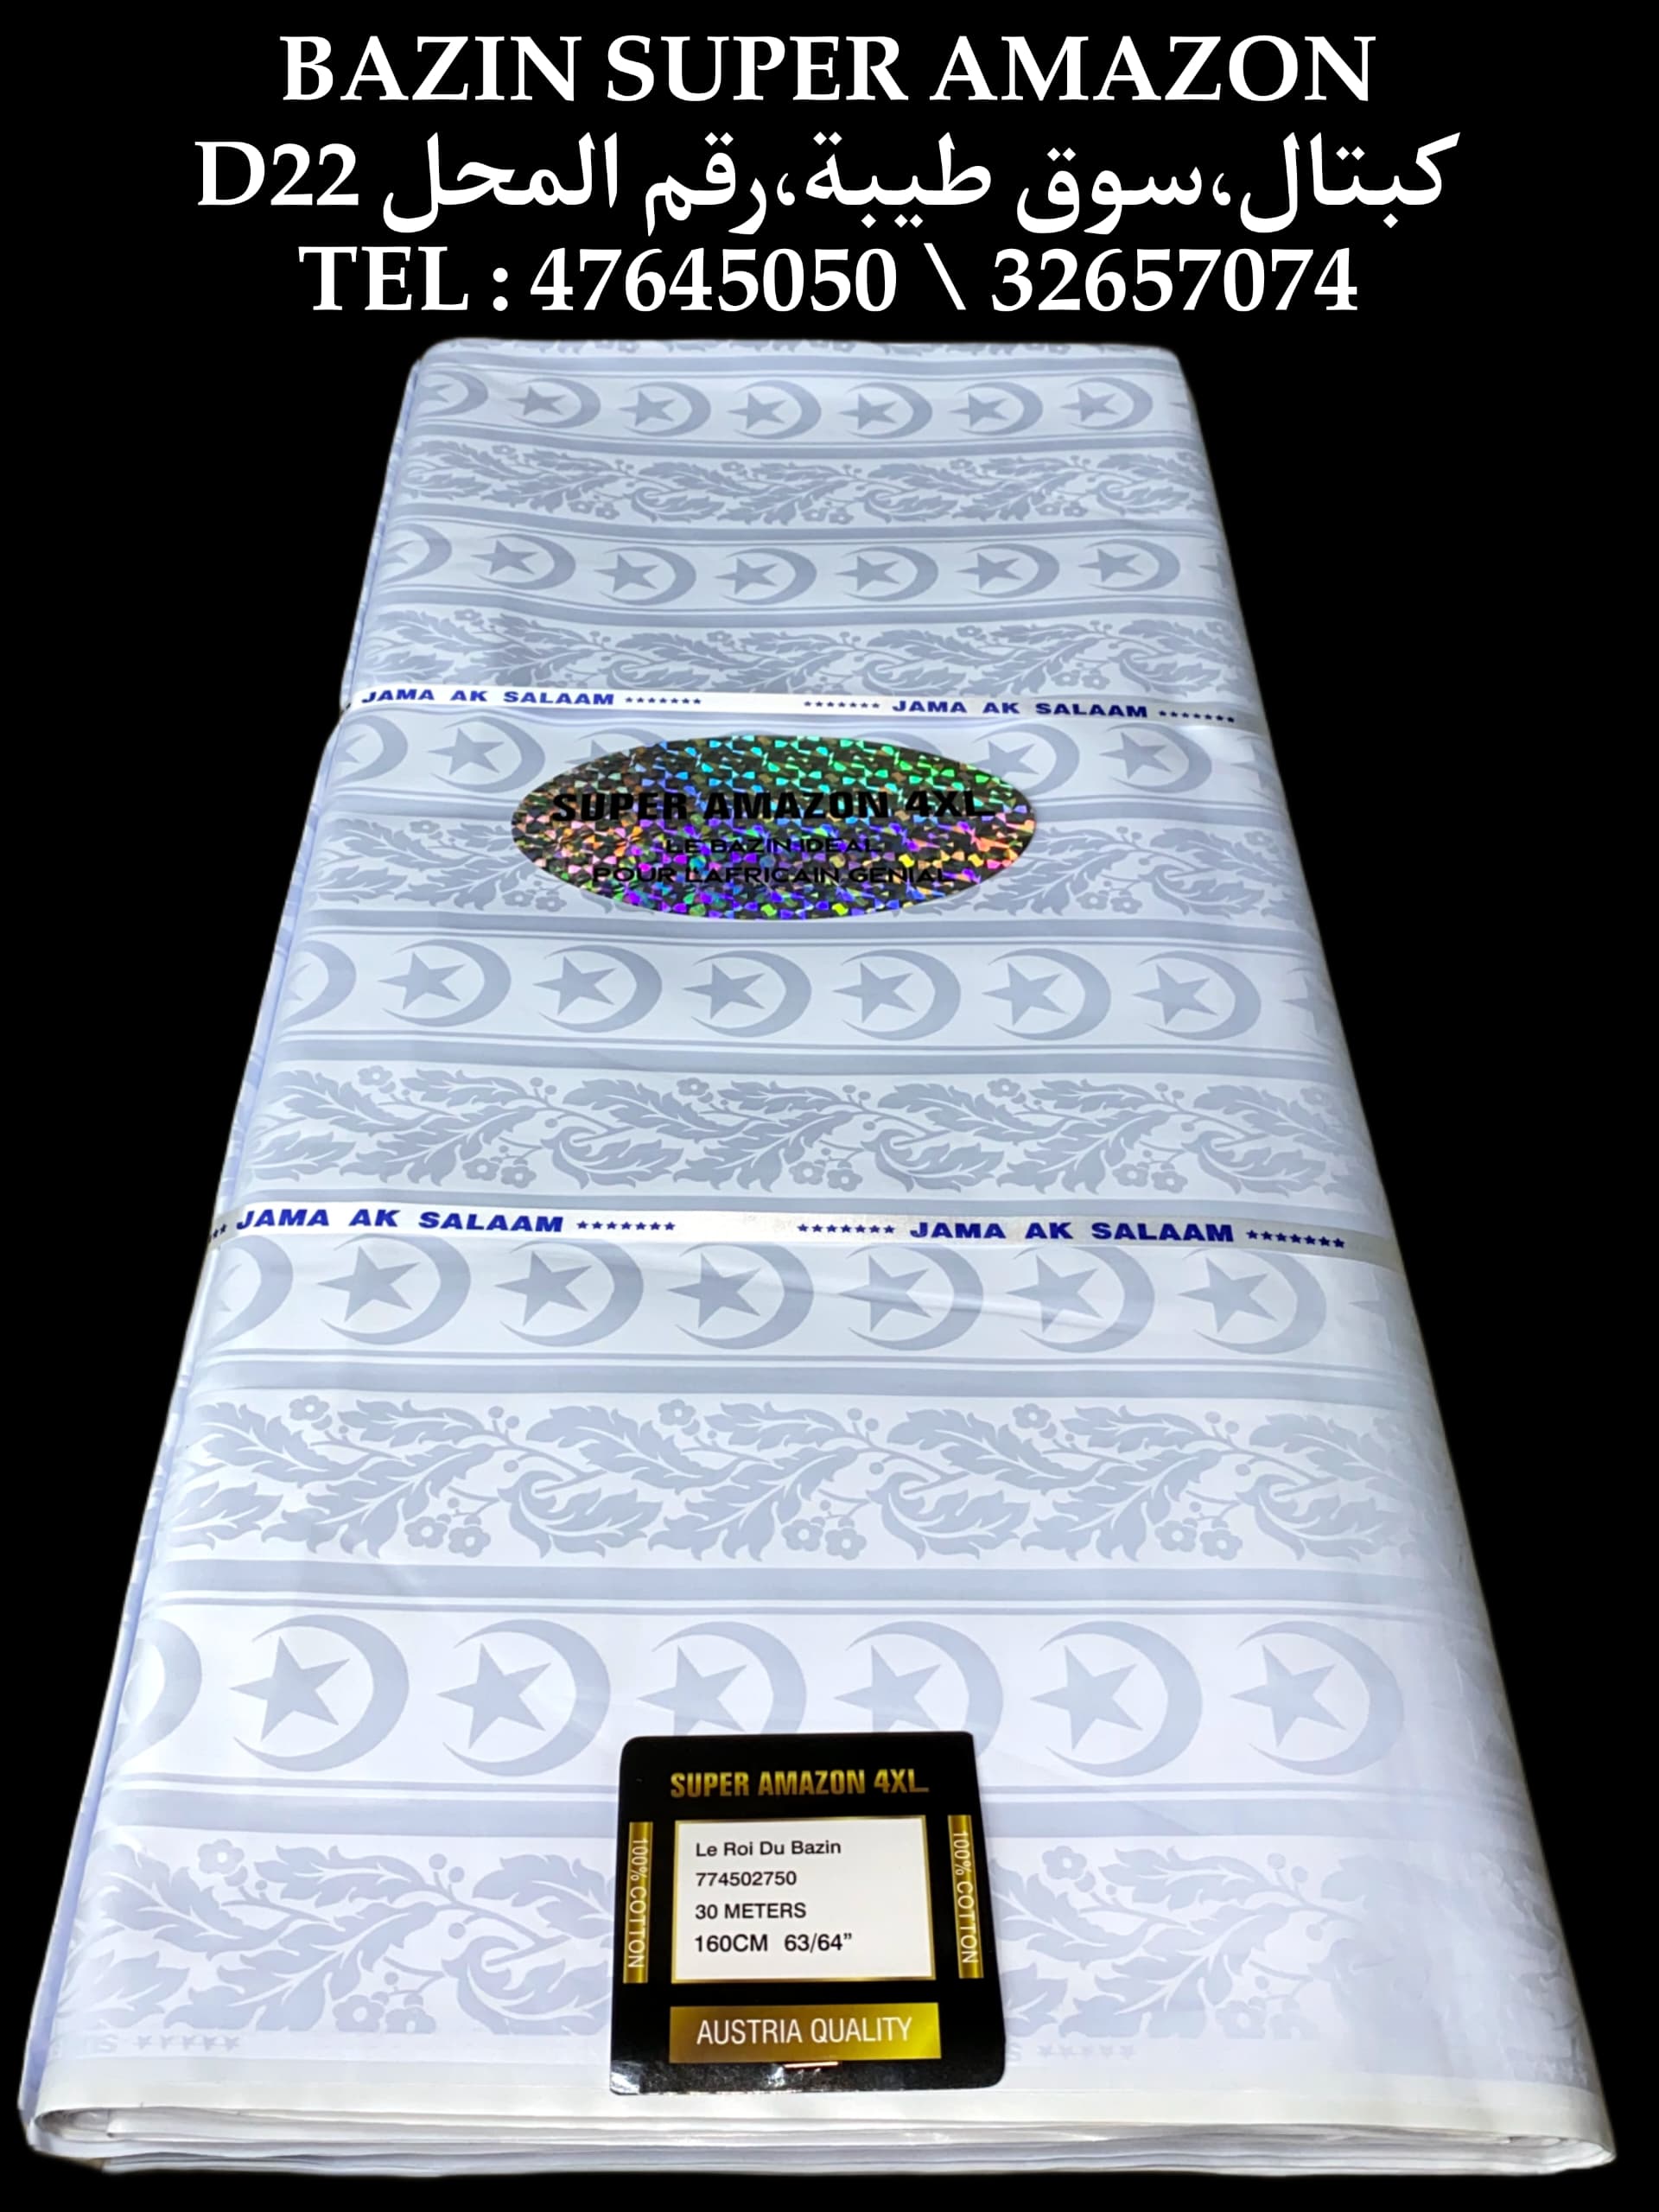 BAZIN SUPER AMAZON
كبتال،سوق طيبة،رقم المحل D22
TEL : 47645050 \ 32657074
JAMA AK SALAAM ******* ******* JAMA AK SALAAM *******
SUPER AMAZON 4XL
LE BAZIN IDEAL
POUR L'AFRICAIN GENIAL
JAMA AK SALAAM ******* ******* JAMA AK SALAAM *******
SUPER AMAZON 4XL
100% COTTON
Le Roi Du Bazin
774502750
30 METERS
160CM 63/64”
100% COTTON
AUSTRIA QUALITY